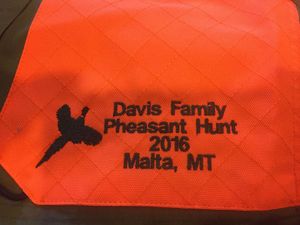 Davis Family
Pheasant Hunt
2016
Malta, MT